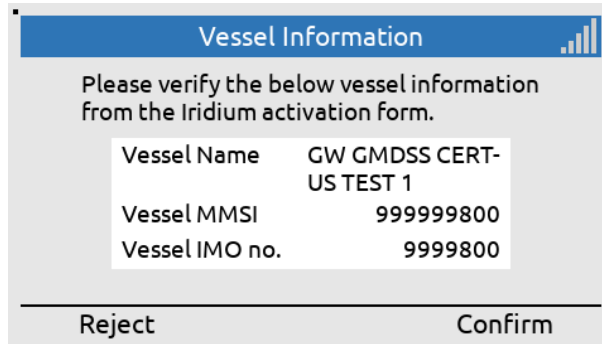 Vessel Information
Please verify the below vessel information
from the Iridium activation form.
Vessel Name GW GMDSS CERT-
US TEST 1
Vessel MMSI 999999800
Vessel IMO no. 9999800
Reject Confirm